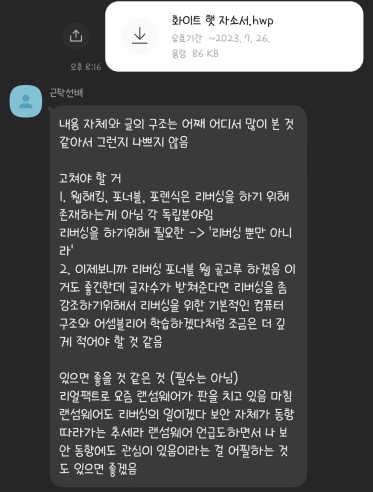 화이트 햇 자소서.hwp
유효기간 ~2023. 7. 26.
용량 86 KB
오후 8:16
근탁선배
내용 자체와 글의 구조는 어째 어디서 많이 본 것
같아서 그런지 나쁘지 않음
고쳐야 할 거
1. 웹해킹, 포너블, 포렌식은 리버싱을 하기 위해
존재하는게 아님 각 독립분야임
리버싱을 하기위해 필요한 -> '리버싱 뿐만 아니
라'
2. 이제보니까 리버싱 포너블 웹 골고루 하겠음 이
거도 좋긴한데 글자수가 받쳐준다면 리버싱을 좀
강조하기위해서 리버싱을 위한 기본적인 컴퓨터
구조와 어셈블리어 학습하겠다처럼 조금은 더 깊
게 적어야 할 것 같음
있으면 좋을 것 같은 것 (필수는 아님)
리얼팩트로 요즘 랜섬웨어가 판을 치고 있음 마침
랜섬웨어도 리버싱의 일이겠다 보안 자체가 동향
따라가는 추세라 랜섬웨어 언급도하면서 나 보
안 동향에도 관심이 있음이라는 걸 어필하는 것
도 있으면 좋겠음